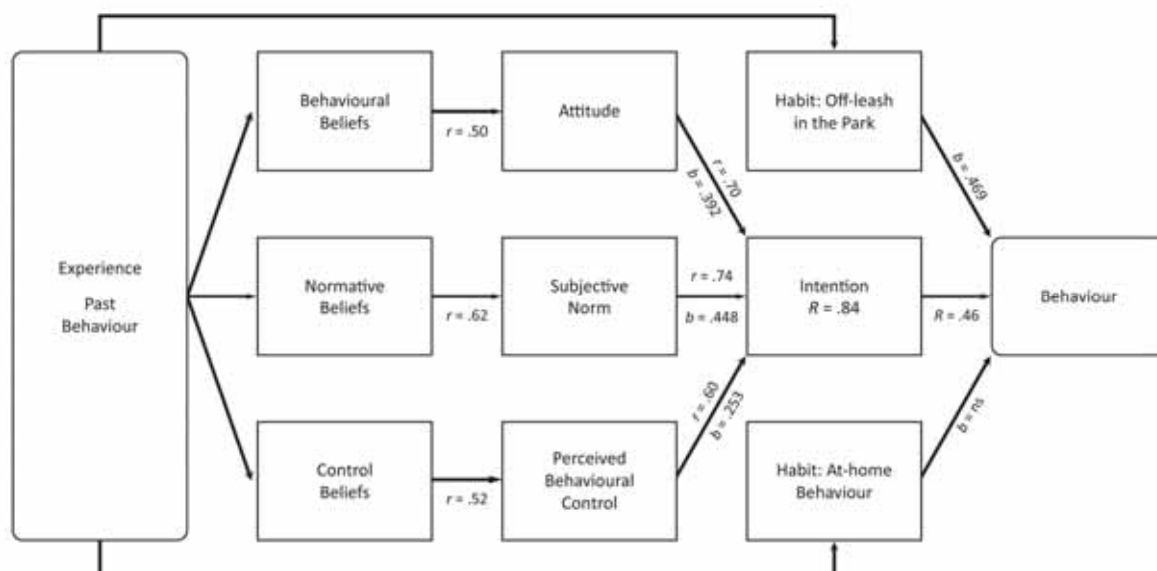 Experience
Past
Behaviour
Behavioural
Beliefs
r = .50
Attitude
r = .70
b = .392
Habit: Off-leash
in the Park
b = .469
Normative
Beliefs
r = .62
Subjective
Norm
r = .74
b = .448
Intention
R = .84
R = .46
Behaviour
Control
Beliefs
r = .52
Perceived
Behavioural
Control
r = .60
b = .253
Habit: At-home
Behaviour
b = ns